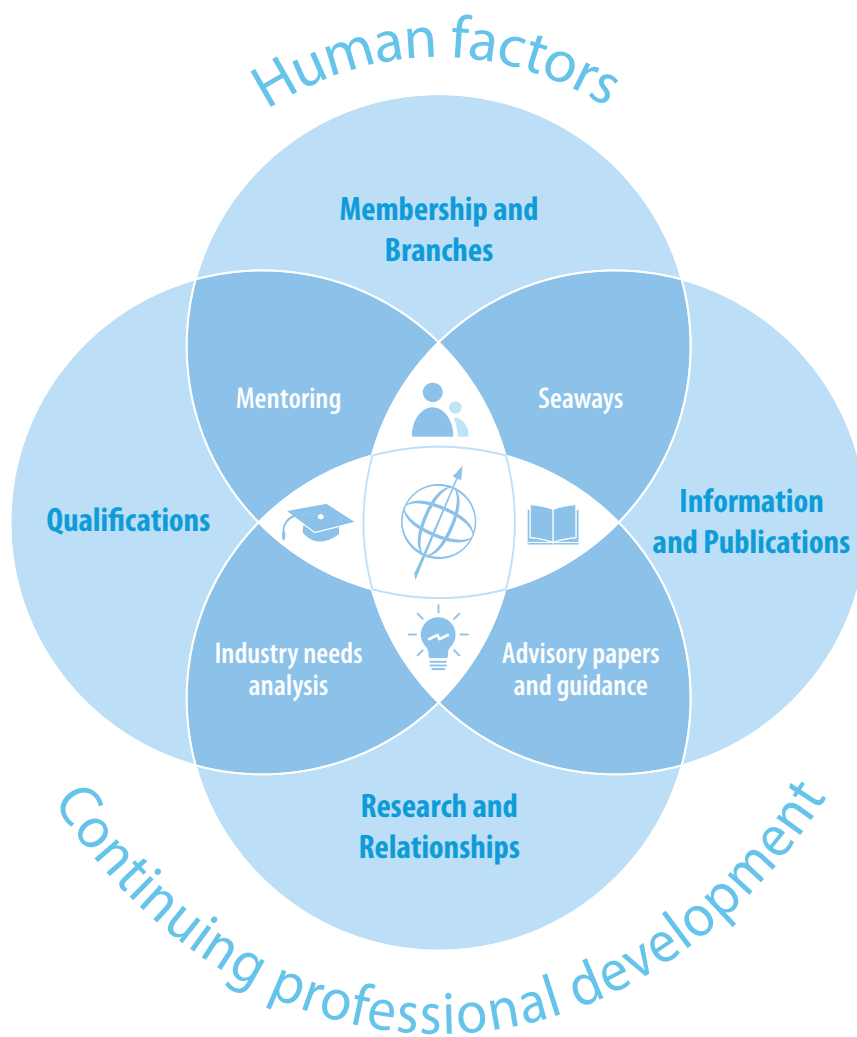 Human factors
Membership and
Branches
Mentoring
Seaways
Qualifications
Information
and Publications
Industry needs
analysis
Advisory papers
and guidance
Research and
Relationships
Continuing professional development